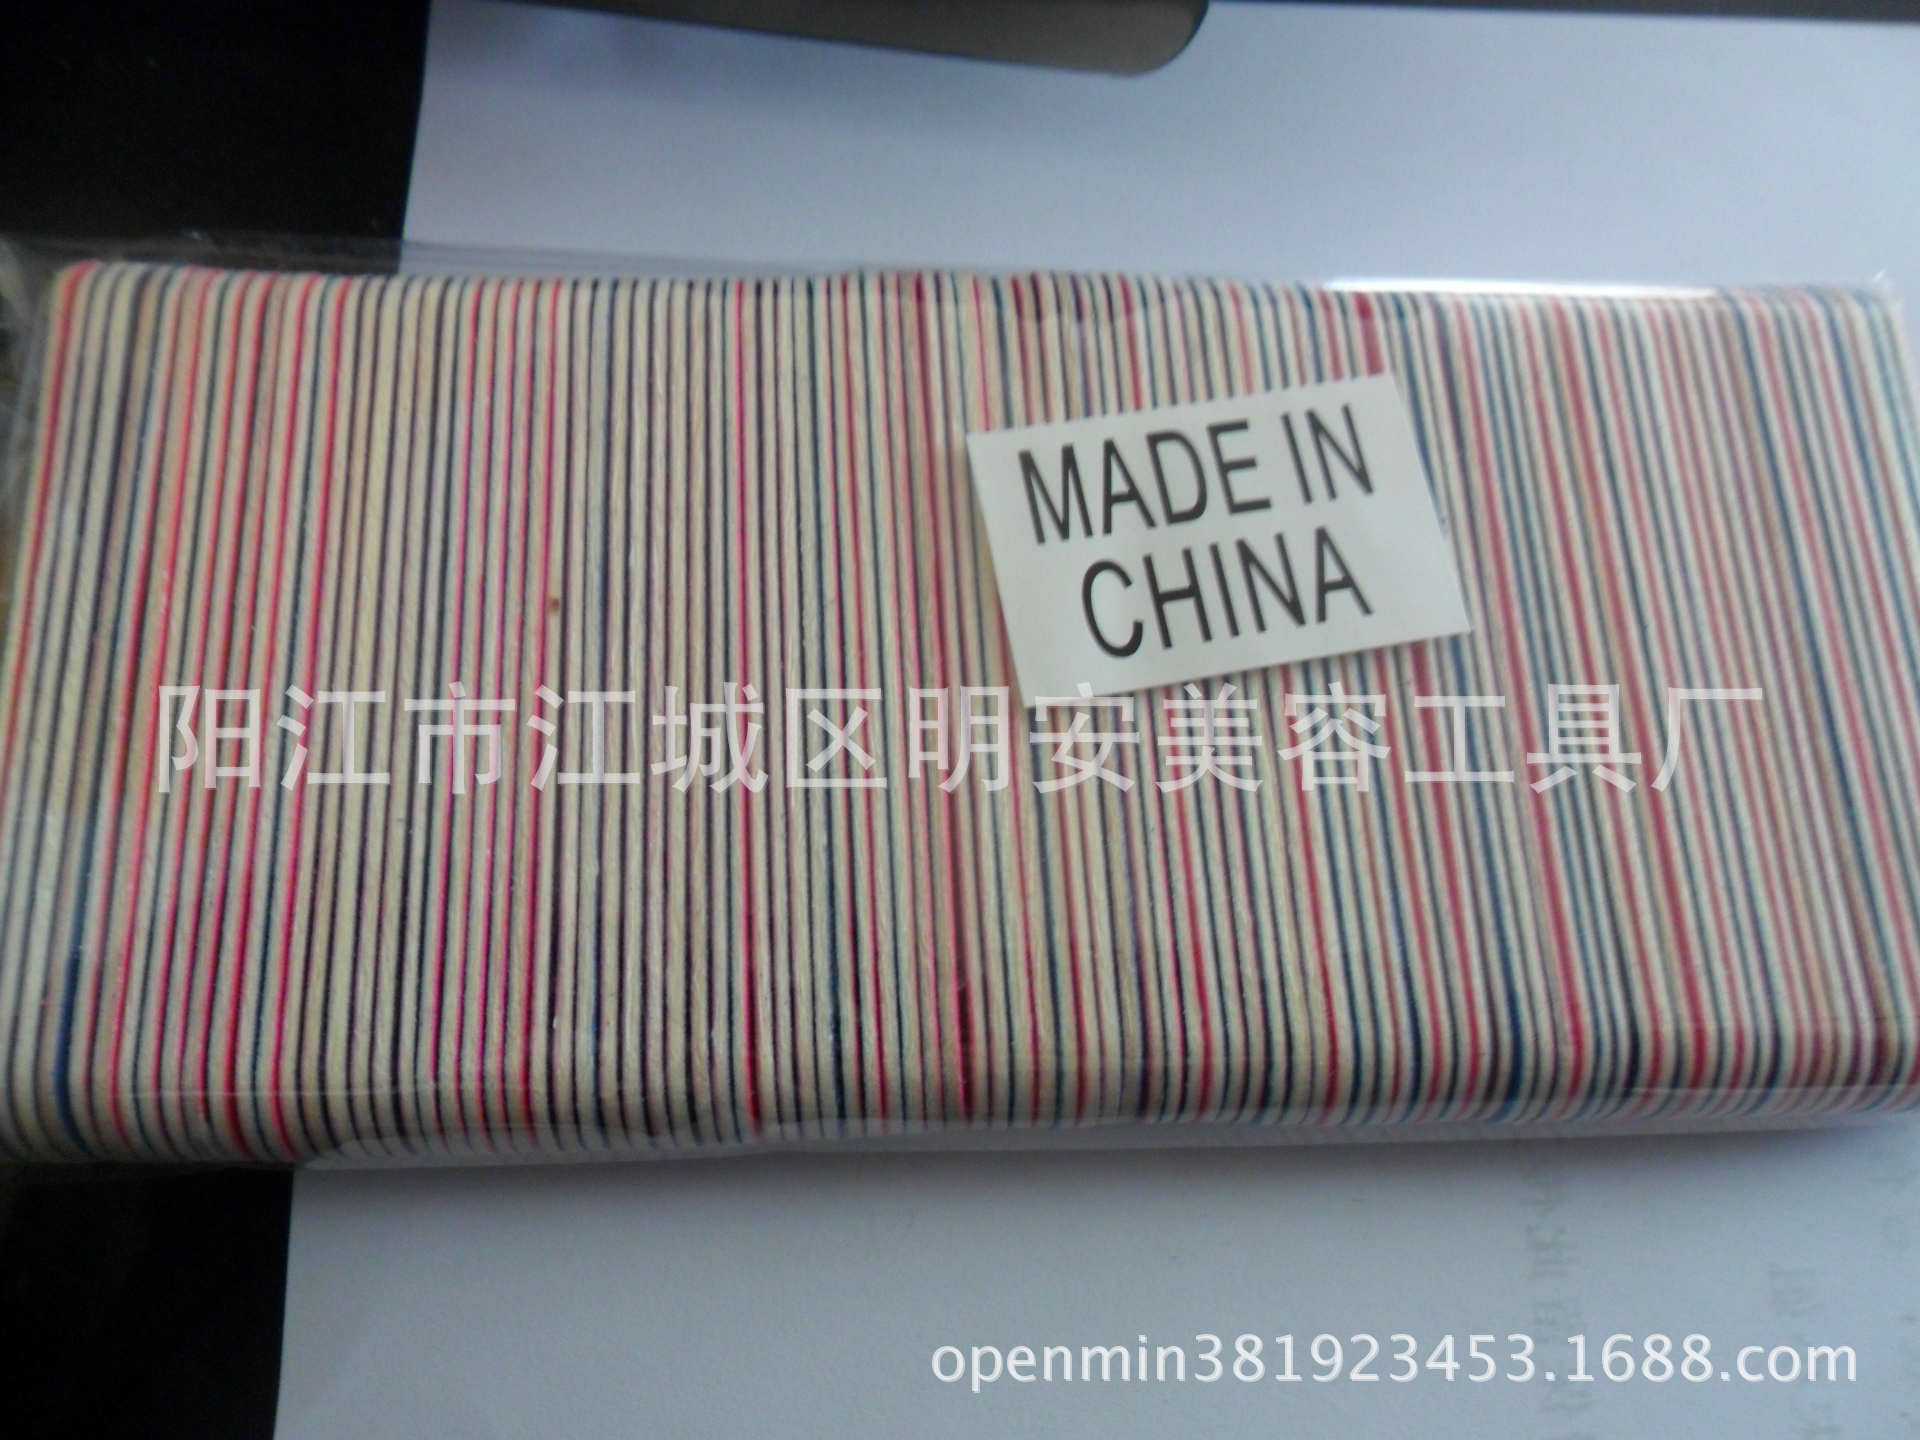 MADE IN
CHINA
阳江市江城区明安美容工具厂
openmin381923453.1688.com